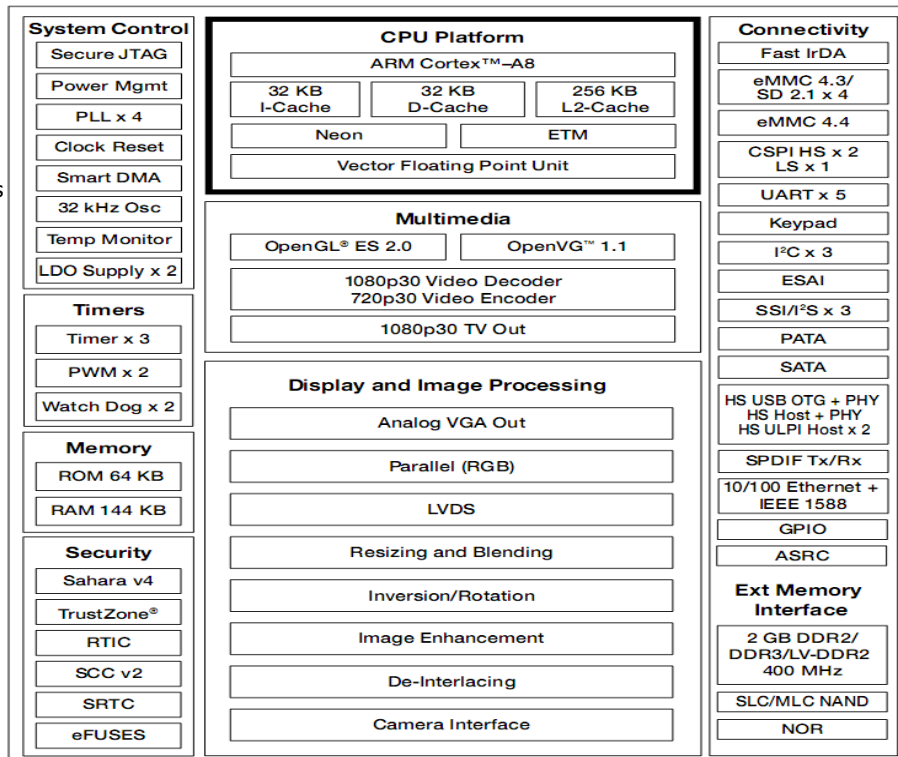 System Control
Secure JTAG
Power Mgmt
PLL x 4
Clock Reset
Smart DMA
32 kHz Osc
Temp Monitor
LDO Supply x 2
Timers
Timer x 3
PWM x 2
Watch Dog x 2
Memory
ROM 64 KB
RAM 144 KB
Security
Sahara v4
TrustZone®
RTIC
SCC v2
SRTC
eFUSES
s
CPU Platform
ARM Cortex™–A8
32 KB
I-Cache
32 KB
D-Cache
256 KB
L2-Cache
Neon
ETM
Vector Floating Point Unit
Multimedia
OpenGL® ES 2.0
OpenVG™ 1.1
1080p30 Video Decoder
720p30 Video Encoder
1080p30 TV Out
Display and Image Processing
Analog VGA Out
Parallel (RGB)
LVDS
Resizing and Blending
Inversion/Rotation
Image Enhancement
De-Interlacing
Camera Interface
Connectivity
Fast IrDA
eMMC 4.3/
SD 2.1 x 4
eMMC 4.4
CSPI HS x 2
LS x 1
UART x 5
Keypad
I²C x 3
ESAI
SSI/I²S x 3
PATA
SATA
HS USB OTG + PHY
HS Host + PHY
HS ULPI Host x 2
SPDIF Tx/Rx
10/100 Ethernet +
IEEE 1588
GPIO
ASRC
Ext Memory
Interface
2 GB DDR2/
DDR3/LV-DDR2
400 MHz
SLC/MLC NAND
NOR